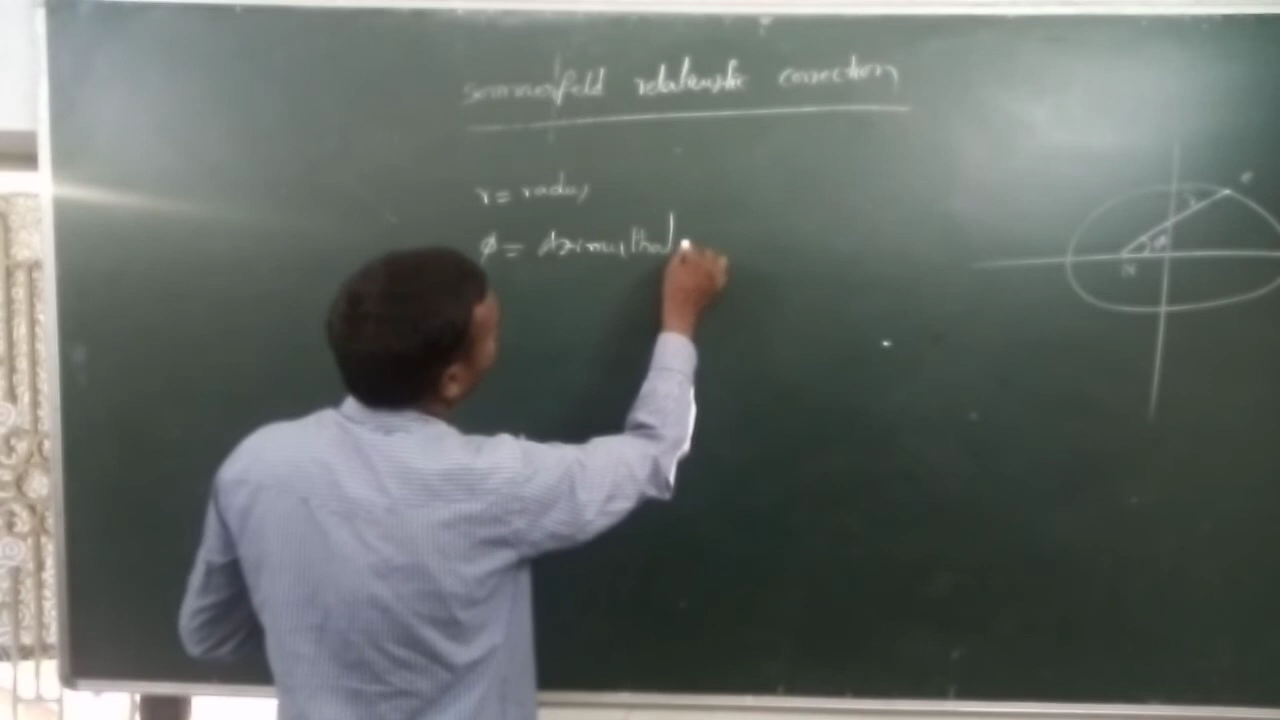 sommerfeld relativistic correction
r = radius
φ = Azimuthal
r
φ
N
e